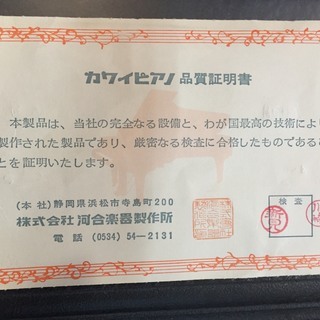 カワイピアノ 品質証明書
本製品は、当社の完全なる設備と、わが国最高の技術によ
製作された製品であり、厳密なる検査に合格したものであるこ
とを証明いたします。
(本社) 静岡県浜松市寺島町200
株式会社 河合楽器製作所
電話 (0534) 54-2131
検査